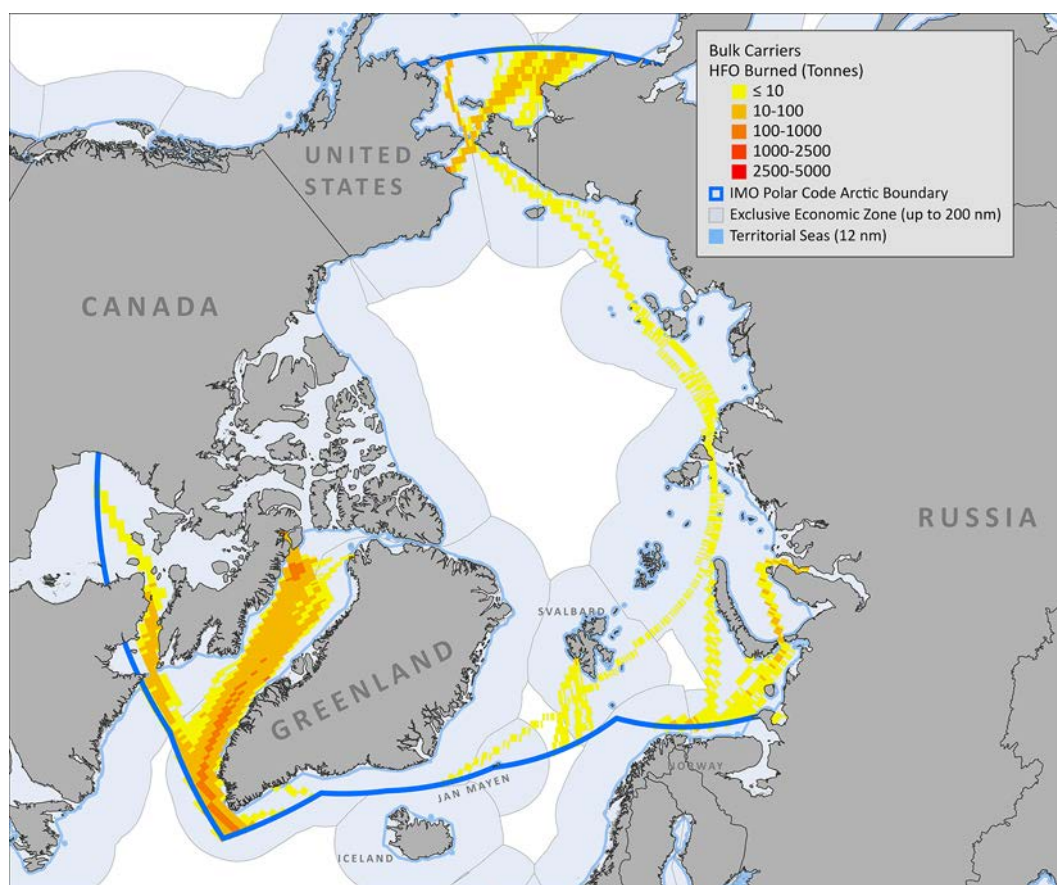 Bulk Carriers
HFO Burned (Tonnes)
≤ 10
10-100
100-1000
1000-2500
2500-5000
IMO Polar Code Arctic Boundary
Exclusive Economic Zone (up to 200 nm)
Territorial Seas (12 nm)
UNITED
STATES
CANADA
RUSSIA
SVALBARD
GREENLAND
NORWAY
JAN MAYEN
ICELAND